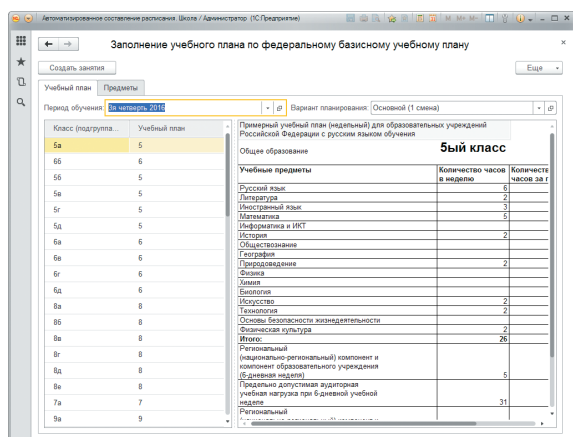 Автоматизированное составление расписания. Школа / Администратор (1С:Предприятие)
M M+ M-
Заполнение учебного плана по федеральному базисному учебному плану
Создать занятия
Еще
Учебный план Предметы
Период обучения: 3я четверть 2016 Вариант планирования: Основной (1 смена)
Класс (подгруппа... Учебный план
5а 5
6б 6
5б 5
5в 5
5г 5
5д 5
6а 6
6в 6
6г 6
6д 6
8а 8
8б 8
8в 8
8г 8
8д 8
8е 8
7а 7
9а 9
Примерный учебный план (недельный) для образовательных учреждений
Российской Федерации с русским языком обучения
Общее образование 5ый класс
Учебные предметы Количество часов в неделю Количеств часов за г
Русский язык 6
Литература 2
Иностранный язык 3
Математика 5
Информатика и ИКТ
История 2
Обществознание
География
Природоведение 2
Физика
Химия
Биология
Искусство 2
Технология 2
Основы безопасности жизнедеятельности
Физическая культура 2
Итого: 26
Региональный
(национально-региональный) компонент и
компонент образовательного учреждения
(6-дневная неделя) 5
Предельно допустимая аудиторная
учебная нагрузка при 6-дневной учебной
неделе 31
Региональный